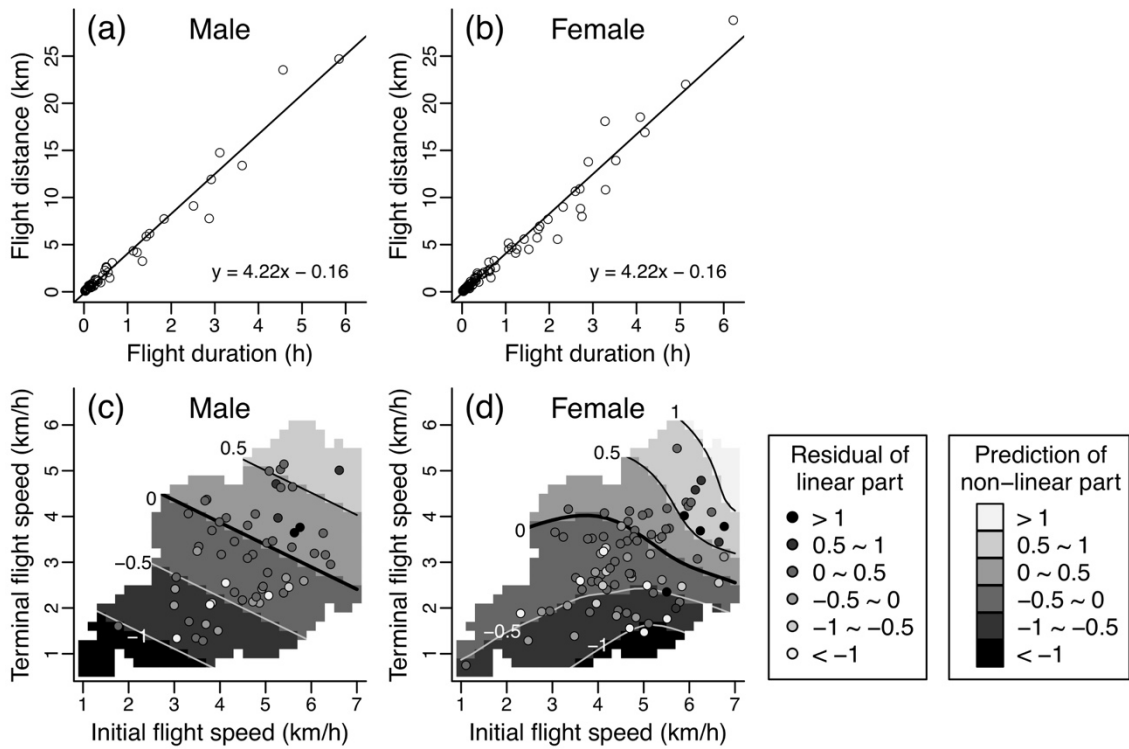 (a) Male
Flight distance (km)
25
20
15
10
5
0
y = 4.22x − 0.16
0 1 2 3 4 5 6
Flight duration (h)
(b) Female
Flight distance (km)
25
20
15
10
5
0
y = 4.22x − 0.16
0 1 2 3 4 5 6
Flight duration (h)
(c) Male
Terminal flight speed (km/h)
6
5
4
3
2
1
0.5
0
−0.5
−1
1 2 3 4 5 6 7
Initial flight speed (km/h)
(d) Female
Terminal flight speed (km/h)
6
5
4
3
2
1
1
0.5
0
−0.5
−1
1 2 3 4 5 6 7
Initial flight speed (km/h)
Residual of
linear part
> 1
0.5 ~ 1
0 ~ 0.5
−0.5 ~ 0
−1 ~ −0.5
< −1
Prediction of
non−linear part
> 1
0.5 ~ 1
0 ~ 0.5
−0.5 ~ 0
−1 ~ −0.5
< −1